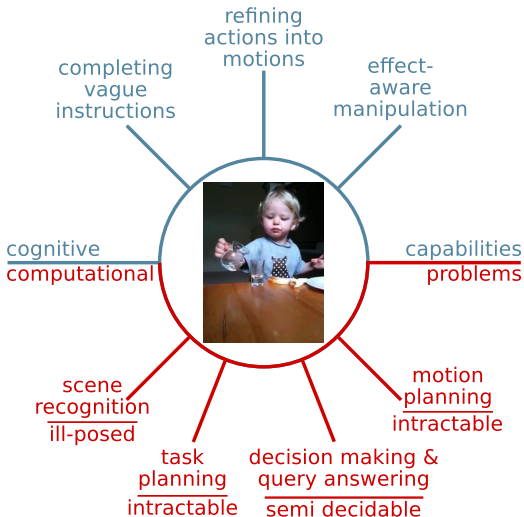 refining
actions into
motions
completing
vague
instructions
effect-
aware
manipulation
cognitive
capabilities
computational
problems
scene
recognition
ill-posed
task
planning
intractable
decision making &
query answering
semi decidable
motion
planning
intractable